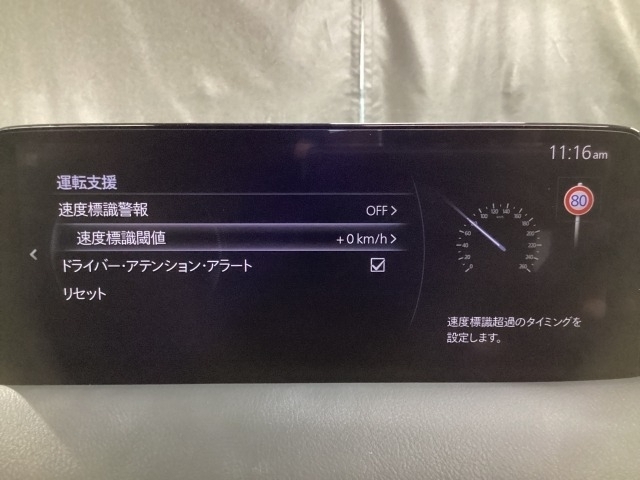 11:16am
運転支援
速度標識警報 OFF
速度標識閾値 +0 km/h
ドライバー・アテンション・アラート
リセット
80
速度標識超過のタイミングを
設定します。